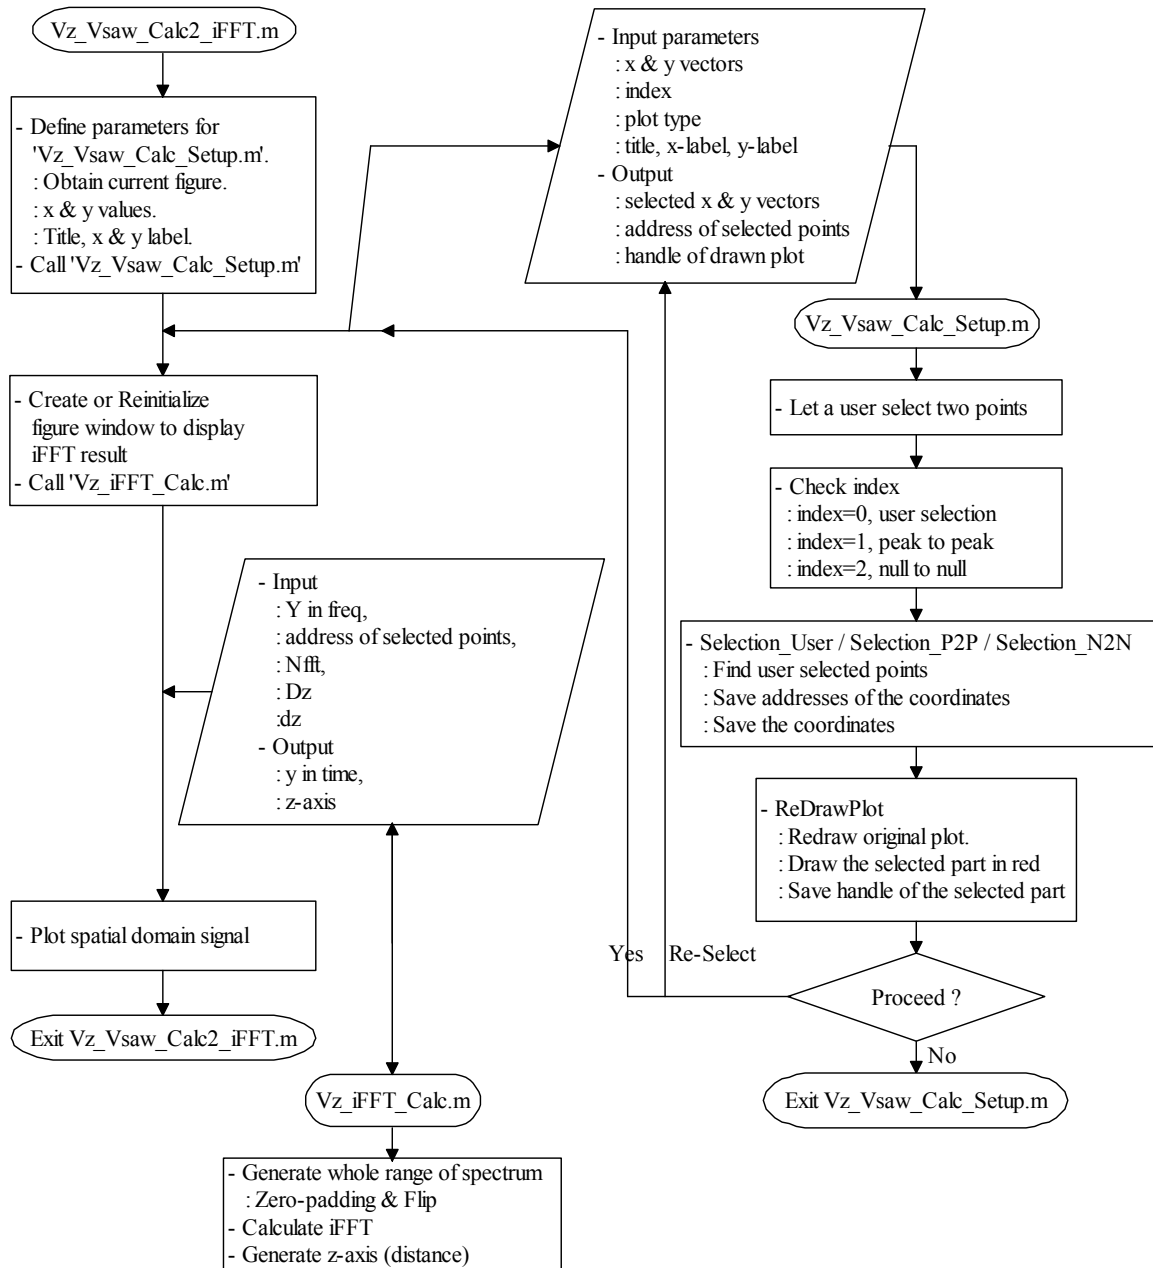 Vz_Vsaw_Calc2_iFFT.m
- Define parameters for
'Vz_Vsaw_Calc_Setup.m'.
: Obtain current figure.
: x & y values.
: Title, x & y label.
- Call 'Vz_Vsaw_Calc_Setup.m'
- Create or Reinitialize
figure window to display
iFFT result
- Call 'Vz_iFFT_Calc.m'
- Input
: Y in freq,
: address of selected points,
: Nfft,
: Dz
:dz
- Output
: y in time,
: z-axis
- Plot spatial domain signal
Exit Vz_Vsaw_Calc2_iFFT.m
Vz_iFFT_Calc.m
- Generate whole range of spectrum
: Zero-padding & Flip
- Calculate iFFT
- Generate z-axis (distance)
- Input parameters
: x & y vectors
: index
: plot type
: title, x-label, y-label
- Output
: selected x & y vectors
: address of selected points
: handle of drawn plot
Vz_Vsaw_Calc_Setup.m
- Let a user select two points
- Check index
: index=0, user selection
: index=1, peak to peak
: index=2, null to null
- Selection_User / Selection_P2P / Selection_N2N
: Find user selected points
: Save addresses of the coordinates
: Save the coordinates
- ReDrawPlot
: Redraw original plot.
: Draw the selected part in red
: Save handle of the selected part
Yes
Re-Select
Proceed ?
No
Exit Vz_Vsaw_Calc_Setup.m